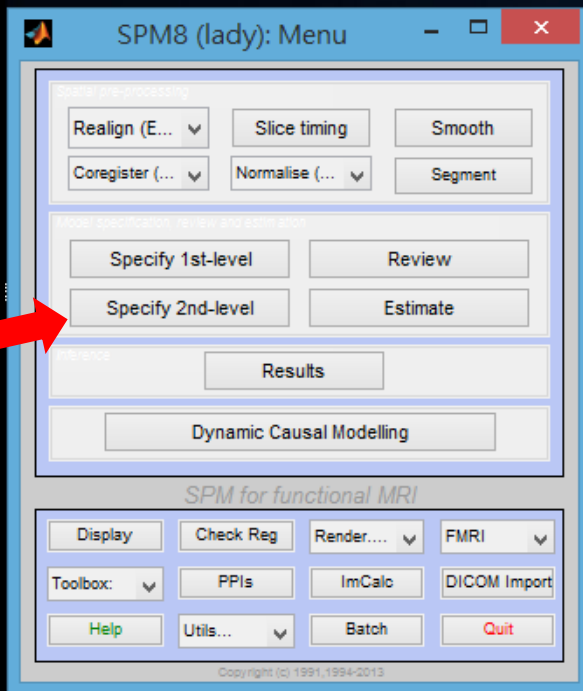 SPM8 (lady): Menu
Spatial pre-processing
Realign (E... Slice timing Smooth
Coregister (... Normalise (... Segment
Model specification, review and estimation
Specify 1st-level Review
Specify 2nd-level Estimate
Inference
Results
Dynamic Causal Modelling
SPM for functional MRI
Display Check Reg Render.... FMRI
Toolbox: PPIs ImCalc DICOM Import
Help Utils... Batch Quit
Copyright (c) 1991,1994-2013